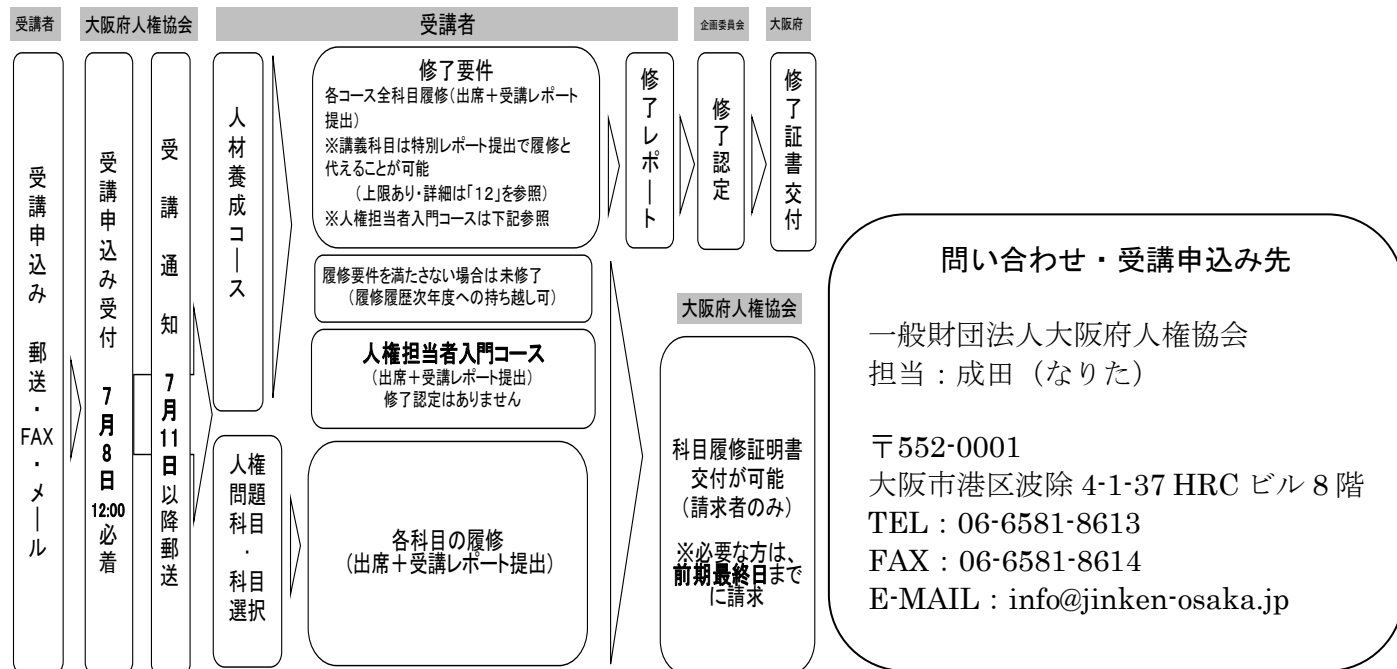 受講者
大阪府人権協会
受講者
企画委員会
大阪府
受講申込み 郵送・FAX・メール
受講申込み受付 7月8日 12:00 必着
受講通知 7月11日以降郵送
人材養成コース
修了要件
各コース全科目履修(出席+受講レポート
提出)
※講義科目は特別レポート提出で履修と
代えることが可能
(上限あり・詳細は「12」を参照)
※人権担当者入門コースは下記参照
修了レポート
修了認定
修了証書交付
履修要件を満たさない場合は未修了
(履修履歴次年度への持ち越し可)
人権担当者入門コース
(出席+受講レポート提出)
修了認定はありません
人権
問題
科目
・
科目
選択
各科目の履修
(出席+受講レポート提出)
大阪府人権協会
科目履修証明書
交付が可能
(請求者のみ)
※必要な方は、
前期最終日まで
に請求
問い合わせ・受講申込み先
一般財団法人大阪府人権協会
担当:成田(なりた)
〒552-0001
大阪市港区波除 4-1-37 HRC ビル 8 階
TEL:06-6581-8613
FAX:06-6581-8614
E-MAIL:info@jinken-osaka.jp